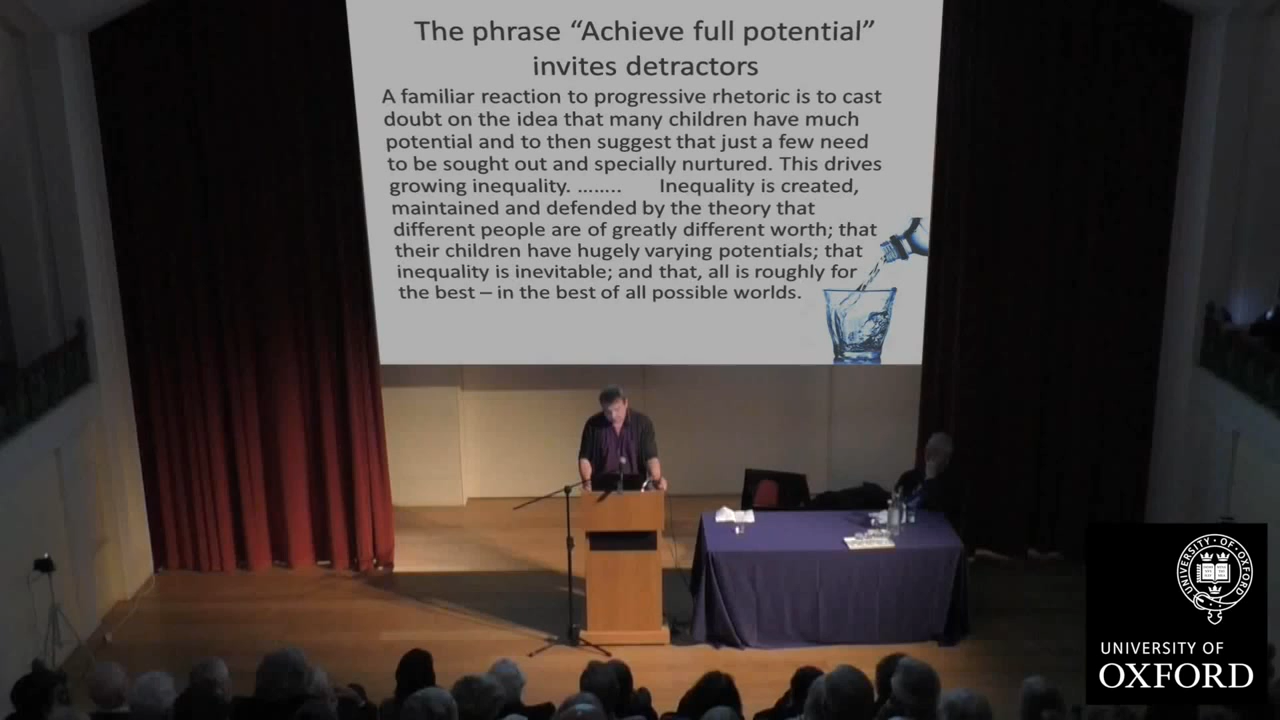 The phrase “Achieve full potential”
invites detractors
A familiar reaction to progressive rhetoric is to cast
doubt on the idea that many children have much
potential and to then suggest that just a few need
to be sought out and specially nurtured. This drives
growing inequality. ........ Inequality is created,
maintained and defended by the theory that
different people are of greatly different worth; that
their children have hugely varying potentials; that
inequality is inevitable; and that, all is roughly for
the best – in the best of all possible worlds.
UNIVERSITY · OF · OXFORD
UNIVERSITY OF
OXFORD